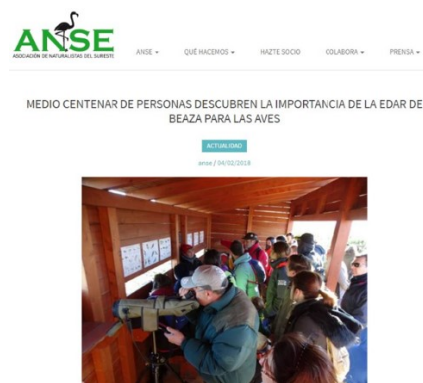 ANSE
ASOCIACIÓN DE NATURALISTAS DEL SURESTE
ANSE QUÉ HACEMOS HAZTE SOCIO COLABORA PRENSA
MEDIO CENTENAR DE PERSONAS DESCUBREN LA IMPORTANCIA DE LA EDAR DE
BEAZA PARA LAS AVES
ACTUALIDAD
anse / 04/02/2018